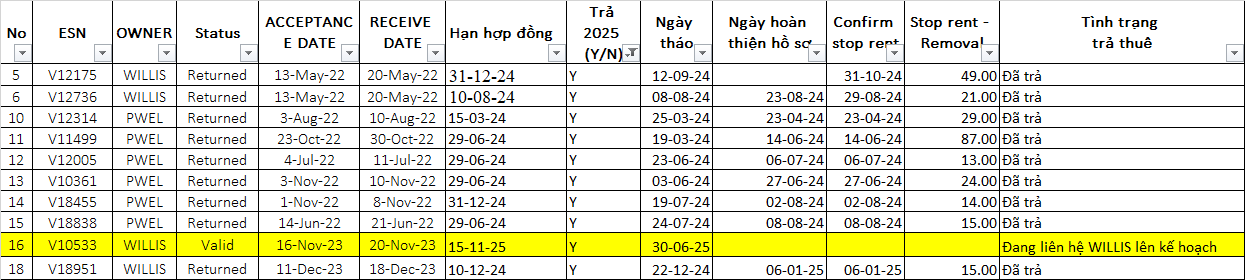 No ESN OWNER Status ACCEPTANC E DATE RECEIVE DATE Hạn hợp đồng Trả 2025 (Y/N) Ngày tháo Ngày hoàn thiện hồ sơ Confirm stop rent Stop rent - Removal Tình trạng trả thuê
5 V12175 WILLIS Returned 13-May-22 20-May-22 31-12-24 Y 12-09-24 31-10-24 49.00 Đã trả
6 V12736 WILLIS Returned 13-May-22 20-May-22 10-08-24 Y 08-08-24 23-08-24 29-08-24 21.00 Đã trả
10 V12314 PWEL Returned 3-Aug-22 10-Aug-22 15-03-24 Y 25-03-24 23-04-24 23-04-24 29.00 Đã trả
11 V11499 PWEL Returned 23-Oct-22 30-Oct-22 29-06-24 Y 19-03-24 14-06-24 14-06-24 87.00 Đã trả
12 V12005 PWEL Returned 4-Jul-22 11-Jul-22 29-06-24 Y 23-06-24 06-07-24 06-07-24 13.00 Đã trả
13 V10361 PWEL Returned 3-Nov-22 10-Nov-22 29-06-24 Y 03-06-24 27-06-24 27-06-24 24.00 Đã trả
14 V18455 PWEL Returned 1-Nov-22 8-Nov-22 31-12-24 Y 19-07-24 02-08-24 02-08-24 14.00 Đã trả
15 V18838 PWEL Returned 14-Jun-22 21-Jun-22 29-06-24 Y 24-07-24 08-08-24 08-08-24 15.00 Đã trả
16 V10533 WILLIS Valid 16-Nov-23 20-Nov-23 15-11-25 Y 30-06-25 Đang liên hệ WILLIS lên kế hoạch
18 V18951 WILLIS Returned 11-Dec-23 18-Dec-23 10-12-24 Y 22-12-24 06-01-25 06-01-25 15.00 Đã trả